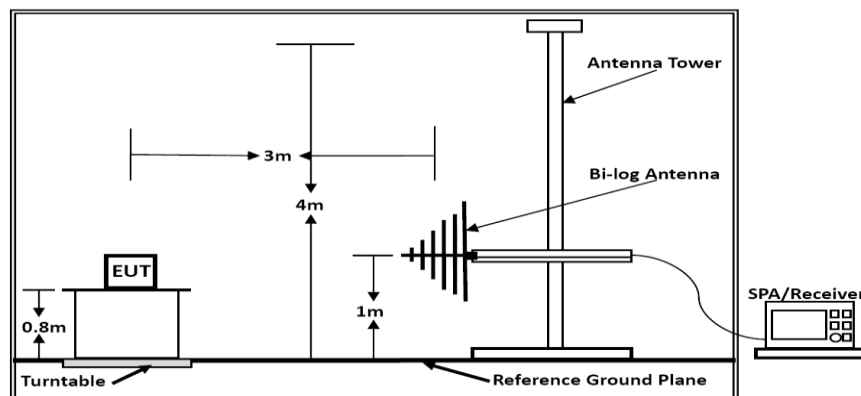 Antenna Tower
3m
Bi-log Antenna
4m
EUT
SPA/Receiver
0.8m
1m
Turntable
Reference Ground Plane